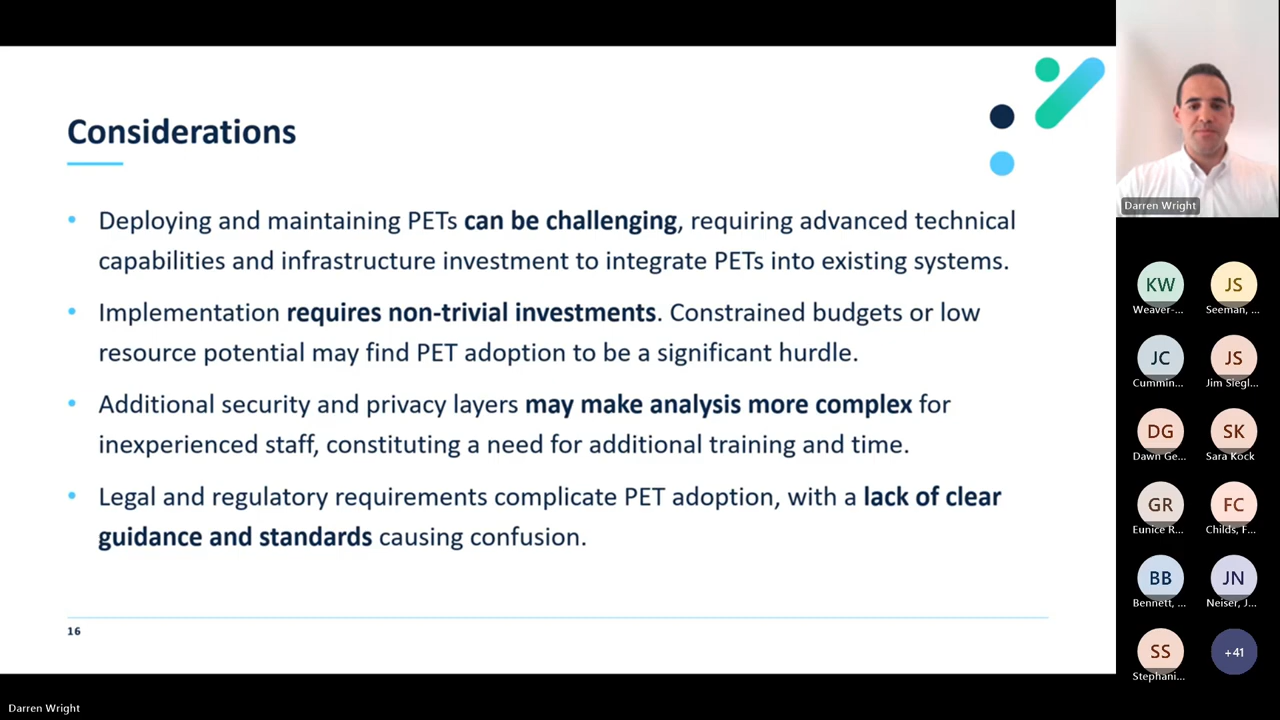 Considerations
• Deploying and maintaining PETs can be challenging, requiring advanced technical
capabilities and infrastructure investment to integrate PETs into existing systems.
• Implementation requires non-trivial investments. Constrained budgets or low
resource potential may find PET adoption to be a significant hurdle.
• Additional security and privacy layers may make analysis more complex for
inexperienced staff, constituting a need for additional training and time.
• Legal and regulatory requirements complicate PET adoption, with a lack of clear
guidance and standards causing confusion.
16
Darren Wright
KW
Weaver-...
JS
Seeman, ...
JC
Cummin...
JS
Jim Siegl...
DG
Dawn Ge...
SK
Sara Kock
GR
Eunice R...
FC
Childs, F...
BB
Bennett, ...
JN
Neiser, J...
SS
Stephani...
+41
Darren Wright